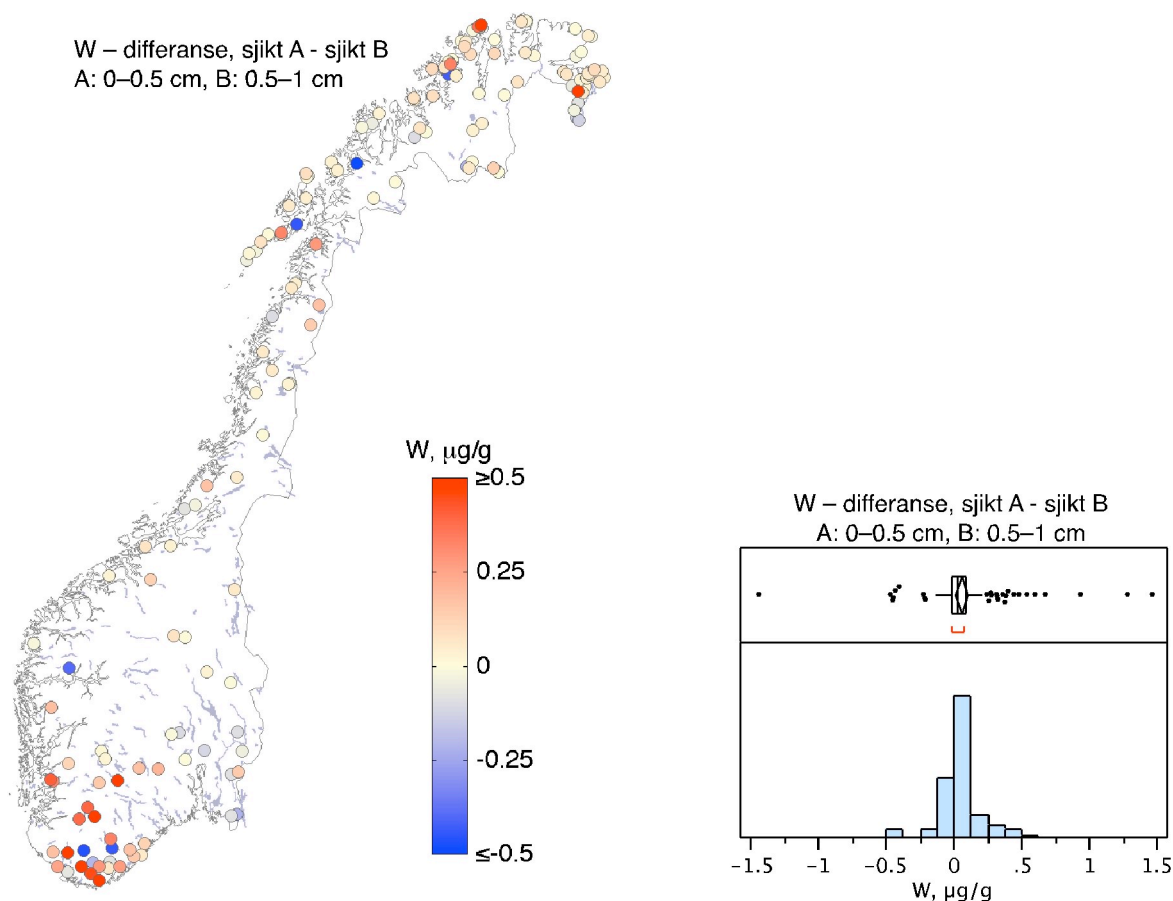 W – differanse, sjikt A - sjikt B
A: 0–0.5 cm, B: 0.5–1 cm
W, µg/g
≥0.5
0.25
0
-0.25
≤-0.5
W – differanse, sjikt A - sjikt B
A: 0–0.5 cm, B: 0.5–1 cm
-1.5 -1 -.5 0 .5 1 1.5
W, µg/g